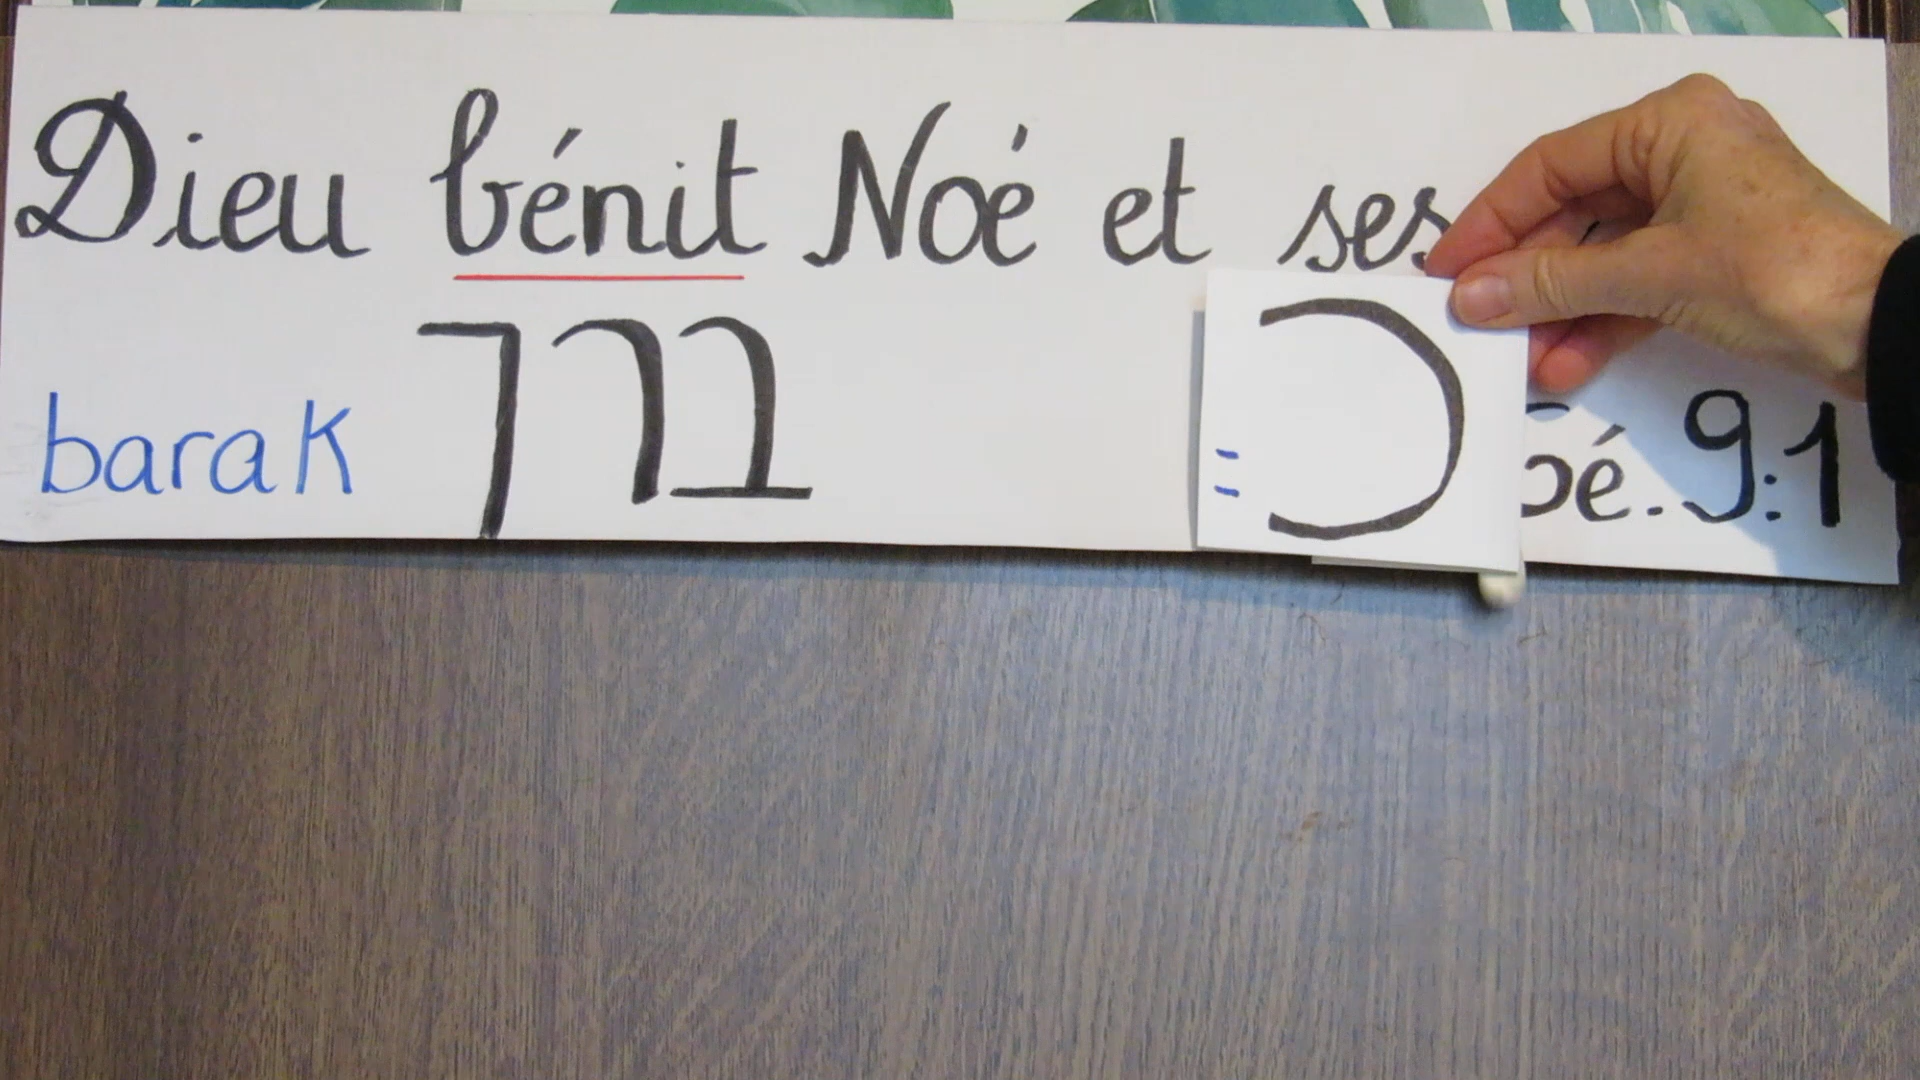 Dieu bénit Noé et ses
barak ברך = כ é. 9:1